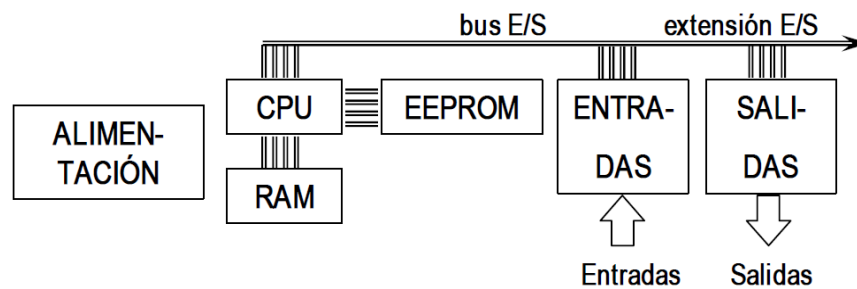 bus E/S
extensión E/S
ALIMEN-
TACIÓN
CPU
EEPROM
RAM
ENTRA-
DAS
SALI-
DAS
Entradas
Salidas